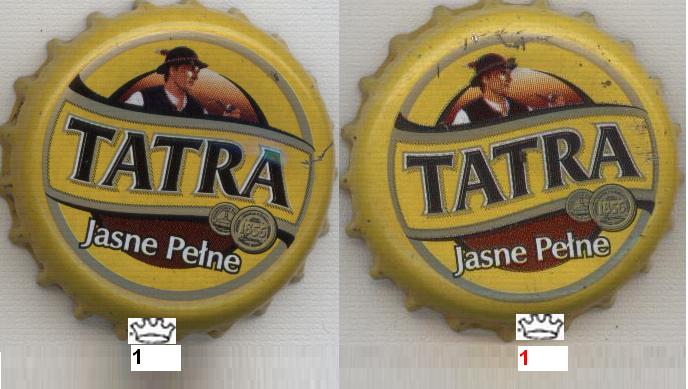 TATRA
1856
Jasne Pełne
TATRA
1856
Jasne Pełne
1
1